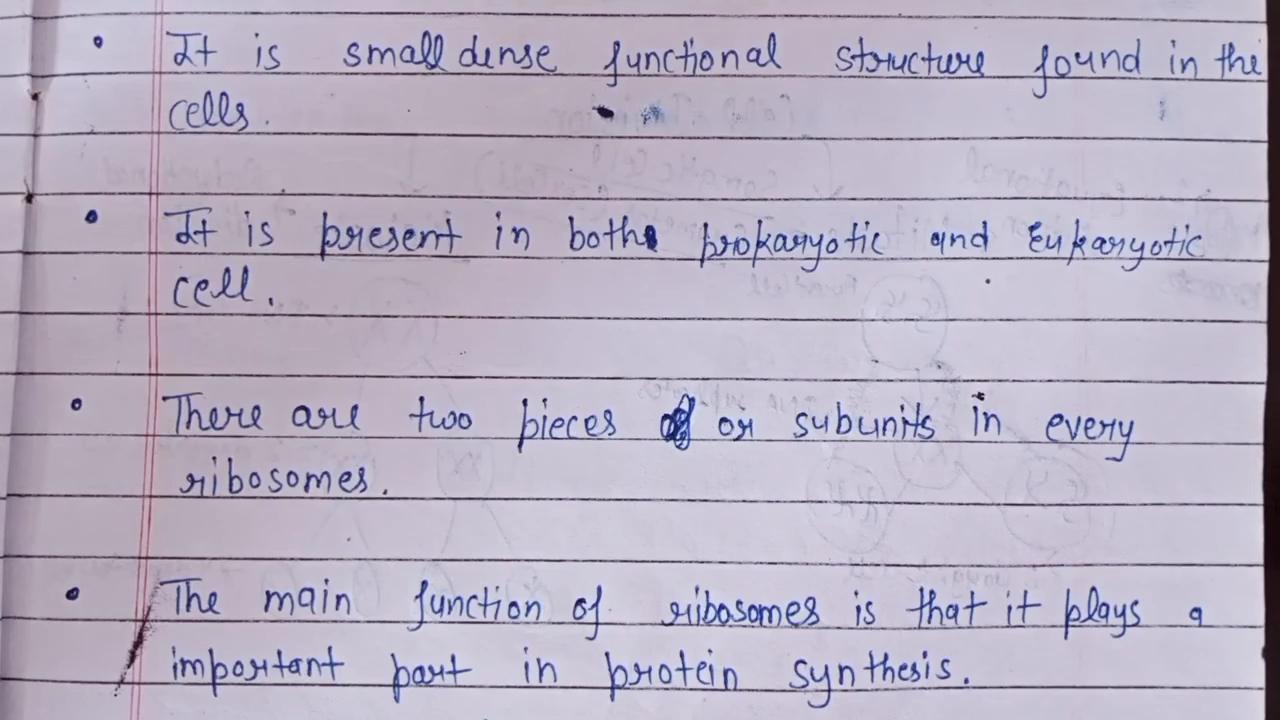 • It is small dense functional structure found in the
cells.
• It is present in both prokaryotic and Eukaryotic
cell.
• There are two pieces or subunits in every
ribosomes.
• The main function of ribosomes is that it plays a
important part in protein synthesis.